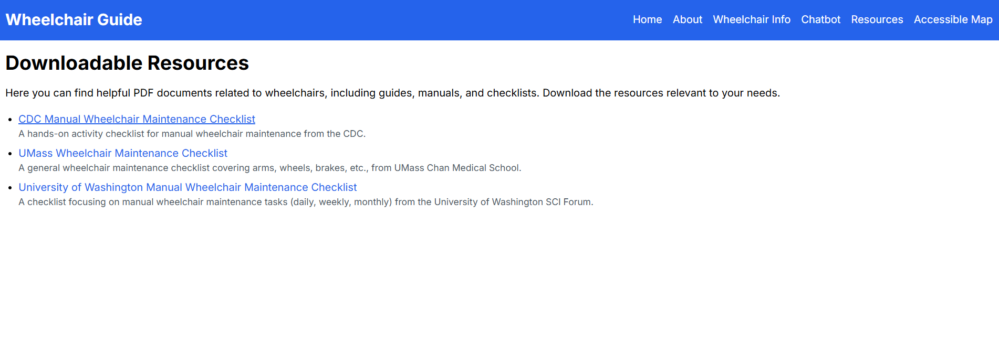 Wheelchair Guide
Home About Wheelchair Info Chatbot Resources Accessible Map
Downloadable Resources
Here you can find helpful PDF documents related to wheelchairs, including guides, manuals, and checklists. Download the resources relevant to your needs.
• CDC Manual Wheelchair Maintenance Checklist
A hands-on activity checklist for manual wheelchair maintenance from the CDC.
• UMass Wheelchair Maintenance Checklist
A general wheelchair maintenance checklist covering arms, wheels, brakes, etc., from UMass Chan Medical School.
• University of Washington Manual Wheelchair Maintenance Checklist
A checklist focusing on manual wheelchair maintenance tasks (daily, weekly, monthly) from the University of Washington SCI Forum.